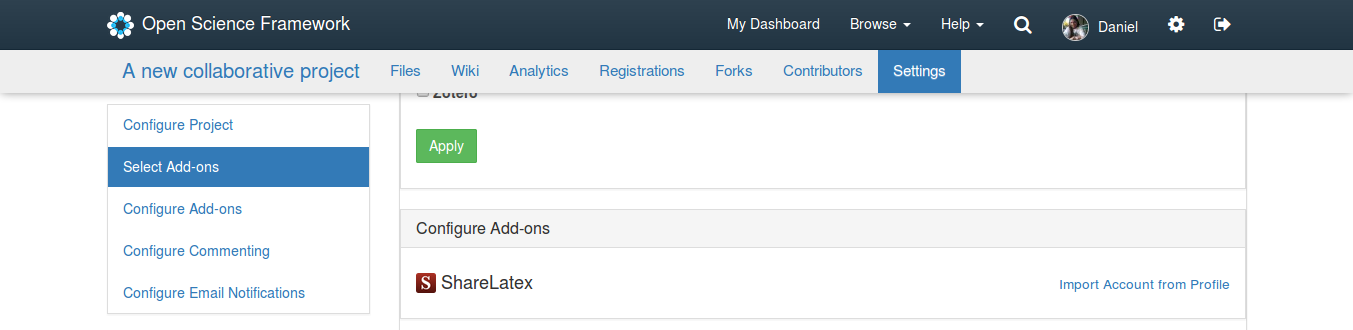 Open Science Framework My Dashboard Browse Help Daniel
A new collaborative project Files Wiki Analytics Registrations Forks Contributors Settings
Zotero
Configure Project
Apply
Select Add-ons
Configure Add-ons
Configure Add-ons
Configure Commenting
S ShareLatex Import Account from Profile
Configure Email Notifications